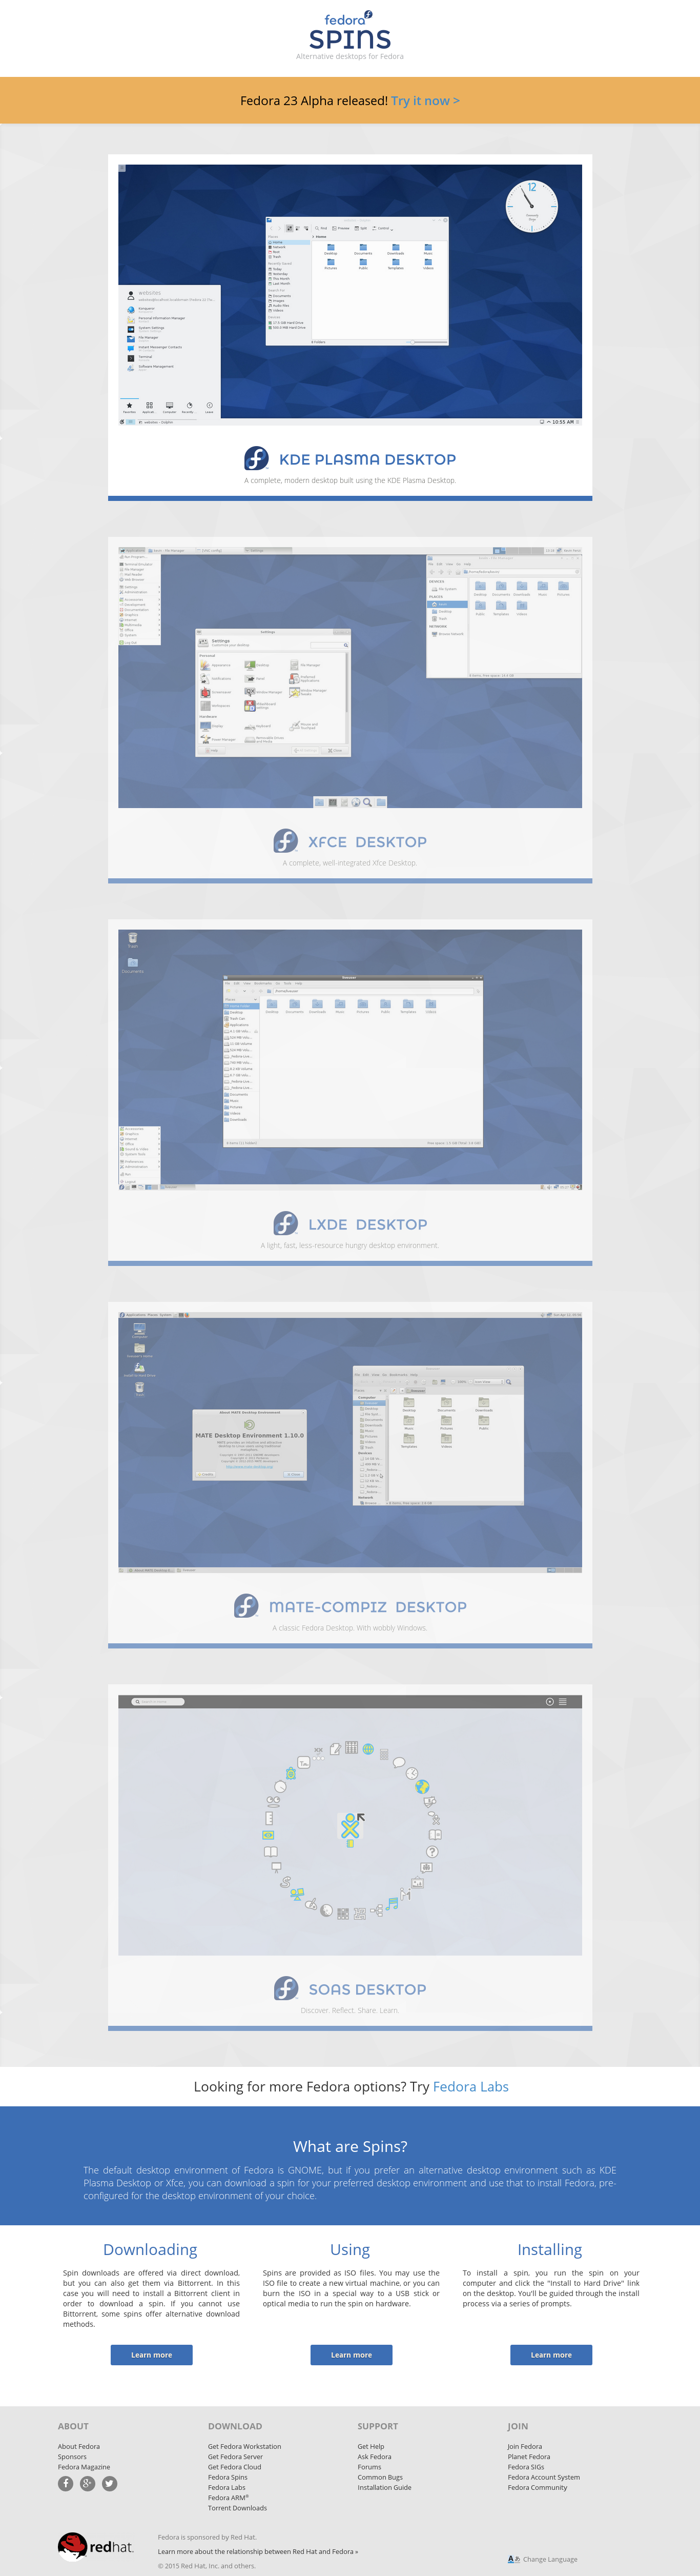 fedora
SPINS
Alternative desktops for Fedora
Fedora 23 Alpha released! Try it now >
10:55 AM
KDE PLASMA DESKTOP
A complete, modern desktop built using the KDE Plasma Desktop.
Settings
XFCE DESKTOP
A complete, well-integrated Xfce Desktop.
LXDE DESKTOP
A light, fast, less-resource hungry desktop environment.
About MATE Desktop Environment
MATE Desktop Environment 1.10.0
MATE-COMPIZ DESKTOP
A classic Fedora Desktop. With wobbly Windows.
SOAS DESKTOP
Discover. Reflect. Share. Learn.
Looking for more Fedora options? Try Fedora Labs
What are Spins?
The default desktop environment of Fedora is GNOME, but if you prefer an alternative desktop environment such as KDE
Plasma Desktop or Xfce, you can download a spin for your preferred desktop environment and use that to install Fedora, pre-
configured for the desktop environment of your choice.
Downloading
Spin downloads are offered via direct download,
but you can also get them via Bittorrent. In this
case you will need to install a Bittorrent client in
order to download a spin. If you cannot use
Bittorrent, some spins offer alternative download
methods.
Learn more
Using
Spins are provided as ISO files. You may use the
ISO file to create a new virtual machine, or you can
burn the ISO in a special way to a USB stick or
optical media to run the spin on hardware.
Learn more
Installing
To install a spin, you run the spin on your
computer and click the "Install to Hard Drive" link
on the desktop. You'll be guided through the install
process via a series of prompts.
Learn more
ABOUT
About Fedora
Sponsors
Fedora Magazine
DOWNLOAD
Get Fedora Workstation
Get Fedora Server
Get Fedora Cloud
Fedora Spins
Fedora Labs
Fedora ARM®
Torrent Downloads
SUPPORT
Get Help
Ask Fedora
Forums
Common Bugs
Installation Guide
JOIN
Join Fedora
Planet Fedora
Fedora SIGs
Fedora Account System
Fedora Community
redhat.
Fedora is sponsored by Red Hat.
Learn more about the relationship between Red Hat and Fedora »
© 2015 Red Hat, Inc. and others.
Change Language